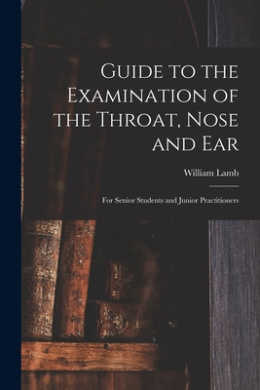 Guide to the
Examination of
the Throat, Nose
and Ear
William Lamb
For Senior Students and Junior Practitioners